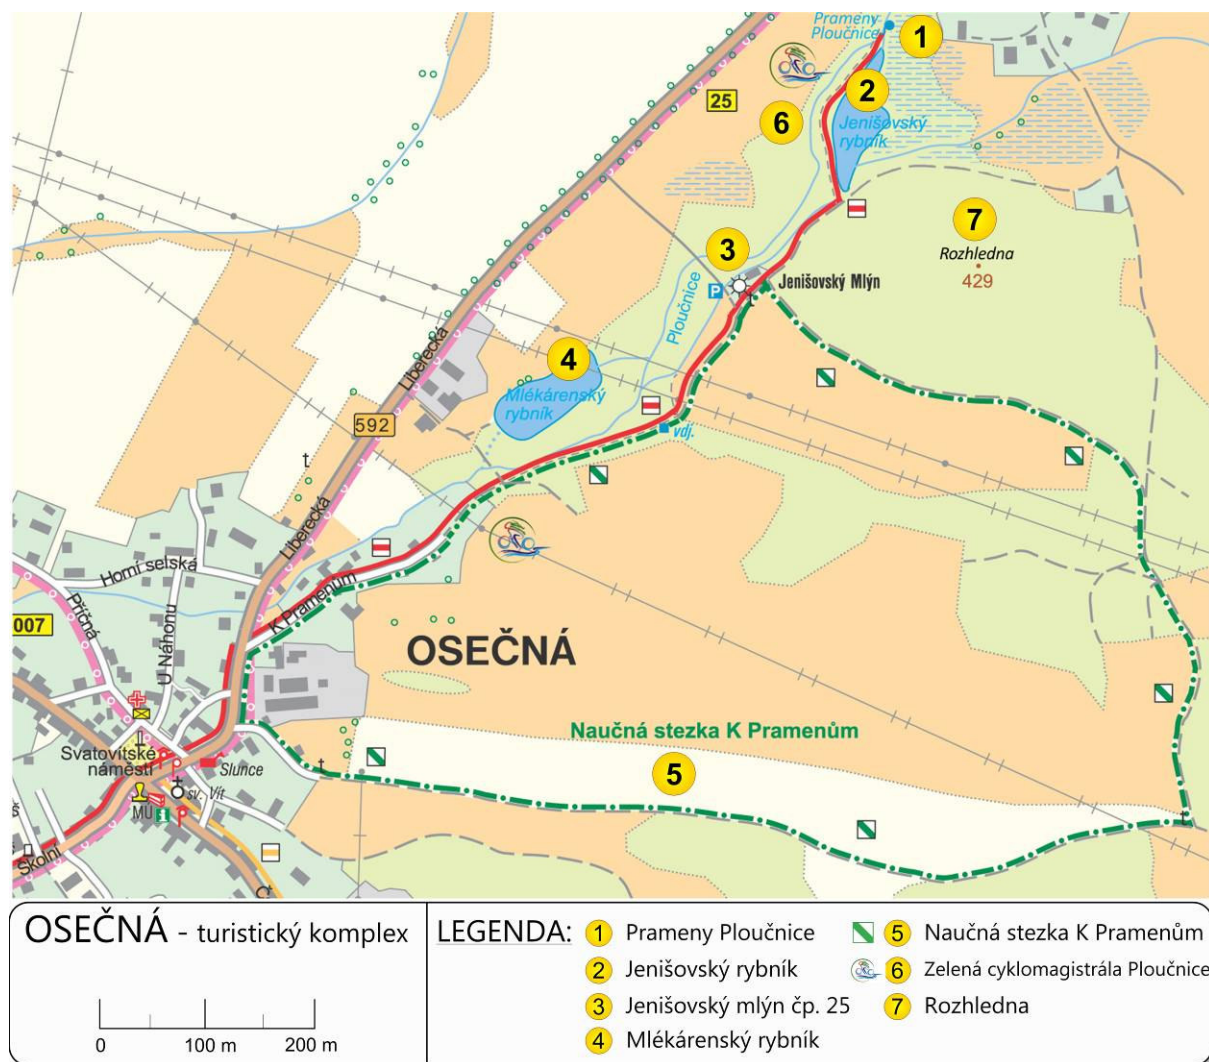 Prameny
Ploučnice
1
2
25
6
Jenišovský
rybník
7
Rozhledna
429
3
Jenišovský Mlýn
P
Ploučnice
4
Mlékárenský
rybník
Liberecká
592
vdj.
t
Liberecká
Horní selská
K Pramenům
Příčná
U Náhonu
007
OSEČNÁ
Naučná stezka K Pramenům
5
Svatovítské
náměstí
Slunce
t
t
sv. Vít
MÚ
i
Školní
OSEČNÁ - turistický komplex
0 100 m 200 m
LEGENDA:
1 Prameny Ploučnice
2 Jenišovský rybník
3 Jenišovský mlýn čp. 25
4 Mlékárenský rybník
5 Naučná stezka K Pramenům
6 Zelená cyklomagistrála Ploučnice
7 Rozhledna